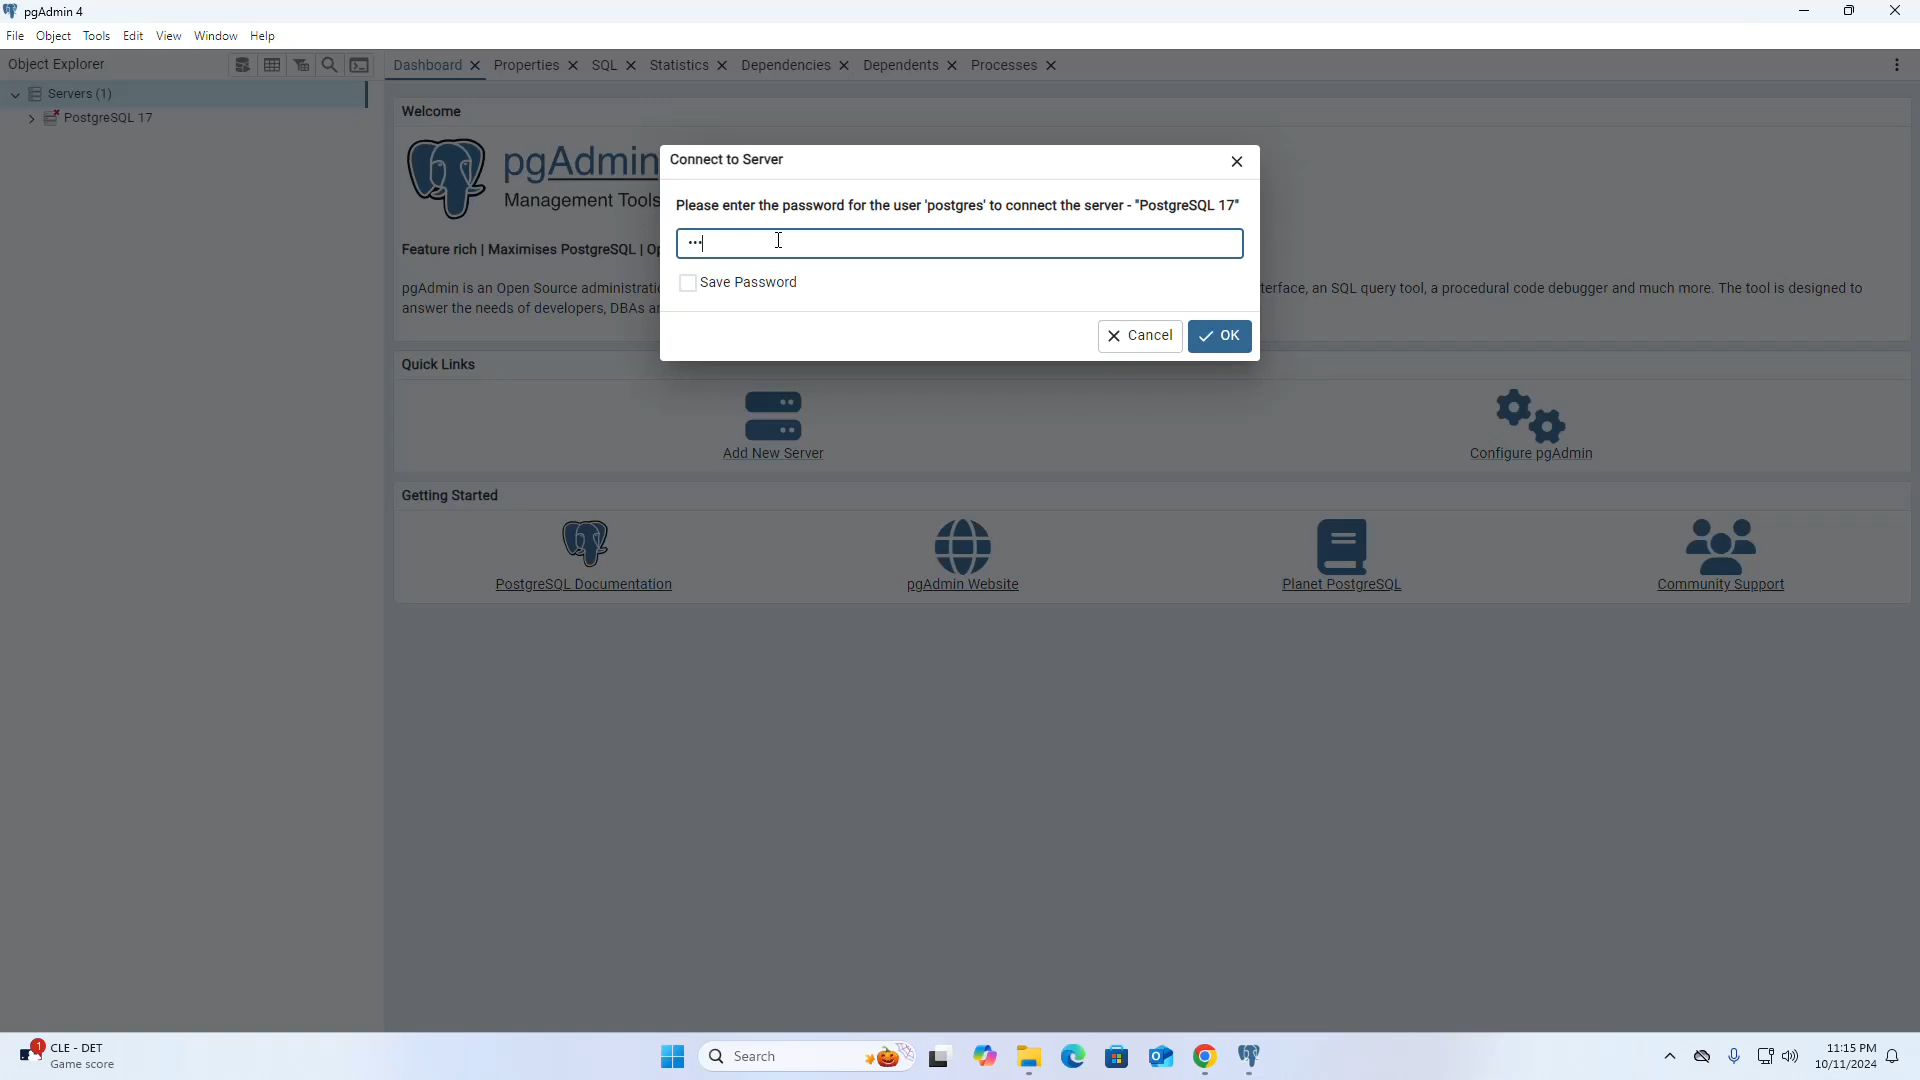 pgAdmin 4
File Object Tools Edit View Window Help
Object Explorer
Dashboard Properties SQL Statistics Dependencies Dependents Processes
Servers (1)
PostgreSQL 17
Welcome
pgAdmin
Management Tools
Feature rich | Maximises PostgreSQL | Op
pgAdmin is an Open Source administrati
terface, an SQL query tool, a procedural code debugger and much more. The tool is designed to
answer the needs of developers, DBAs a
Connect to Server
Please enter the password for the user 'postgres' to connect the server - "PostgreSQL 17"
•••
Save Password
Cancel OK
Quick Links
Add New Server
Configure pgAdmin
Getting Started
PostgreSQL Documentation
pgAdmin Website
Planet PostgreSQL
Community Support
1
CLE - DET
Game score
Search
11:15 PM
10/11/2024